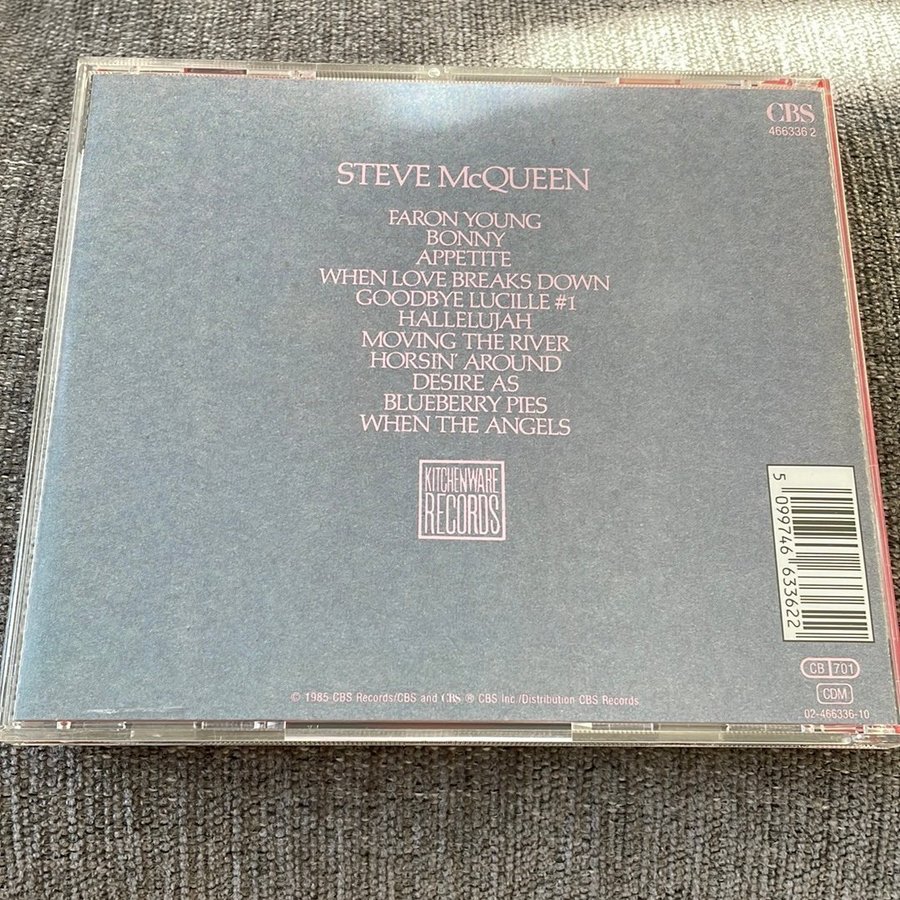 CBS
466336 2
STEVE McQUEEN
FARON YOUNG
BONNY
APPETITE
WHEN LOVE BREAKS DOWN
GOODBYE LUCILLE #1
HALLELUJAH
MOVING THE RIVER
HORSIN' AROUND
DESIRE AS
BLUEBERRY PIES
WHEN THE ANGELS
KITCHENWARE
RECORDS
5 099746 633622
CB 701
CDM
02-466336-10
© 1985 CBS Records/CBS and CBS ® CBS Inc./Distribution CBS Records